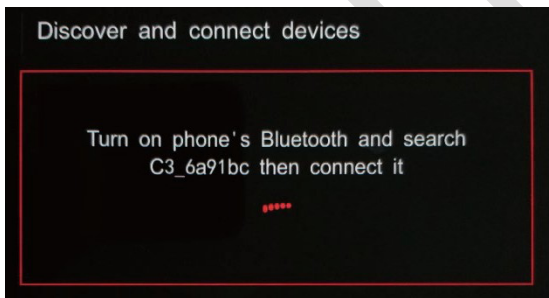 Discover and connect devices
Turn on phone's Bluetooth and search
C3_6a91bc then connect it